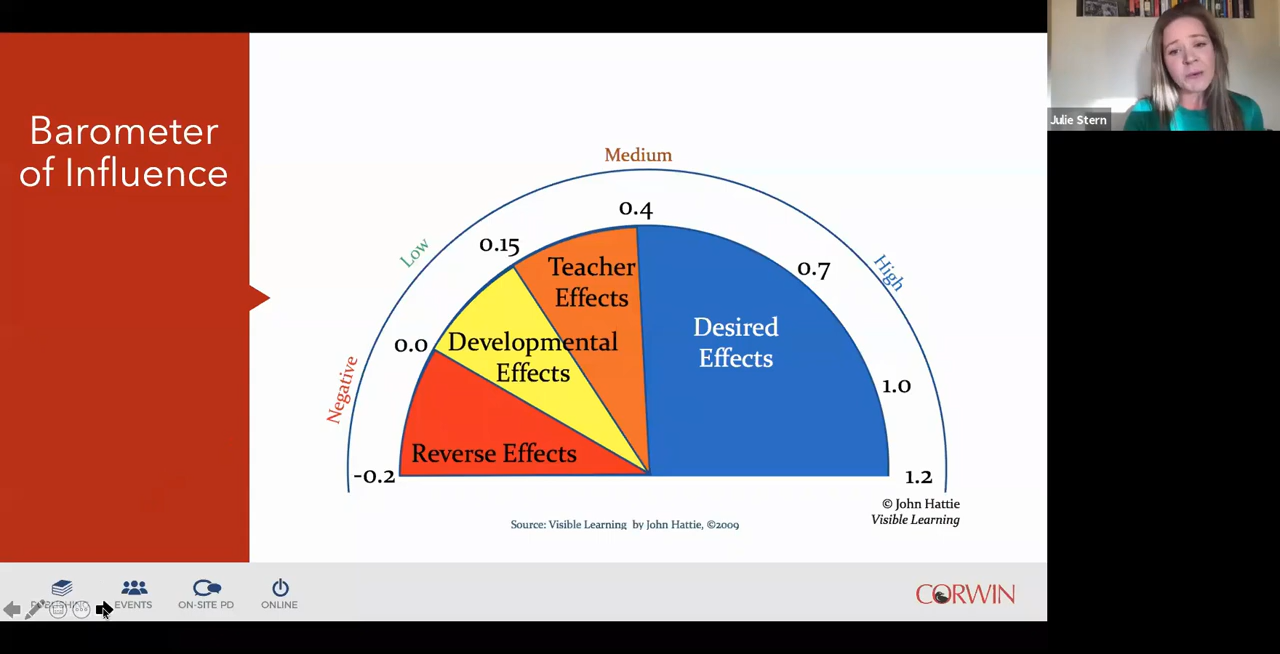 Barometer
of Influence
Medium
0.4
0.15
Low
Teacher
Effects
0.7
High
Desired
Effects
0.0
Developmental
Effects
Negative
1.0
Reverse Effects
-0.2
1.2
© John Hattie
Visible Learning
Source: Visible Learning by John Hattie, ©2009
PUBLISHING
EVENTS
ON-SITE PD
ONLINE
CORWIN
Julie Stern